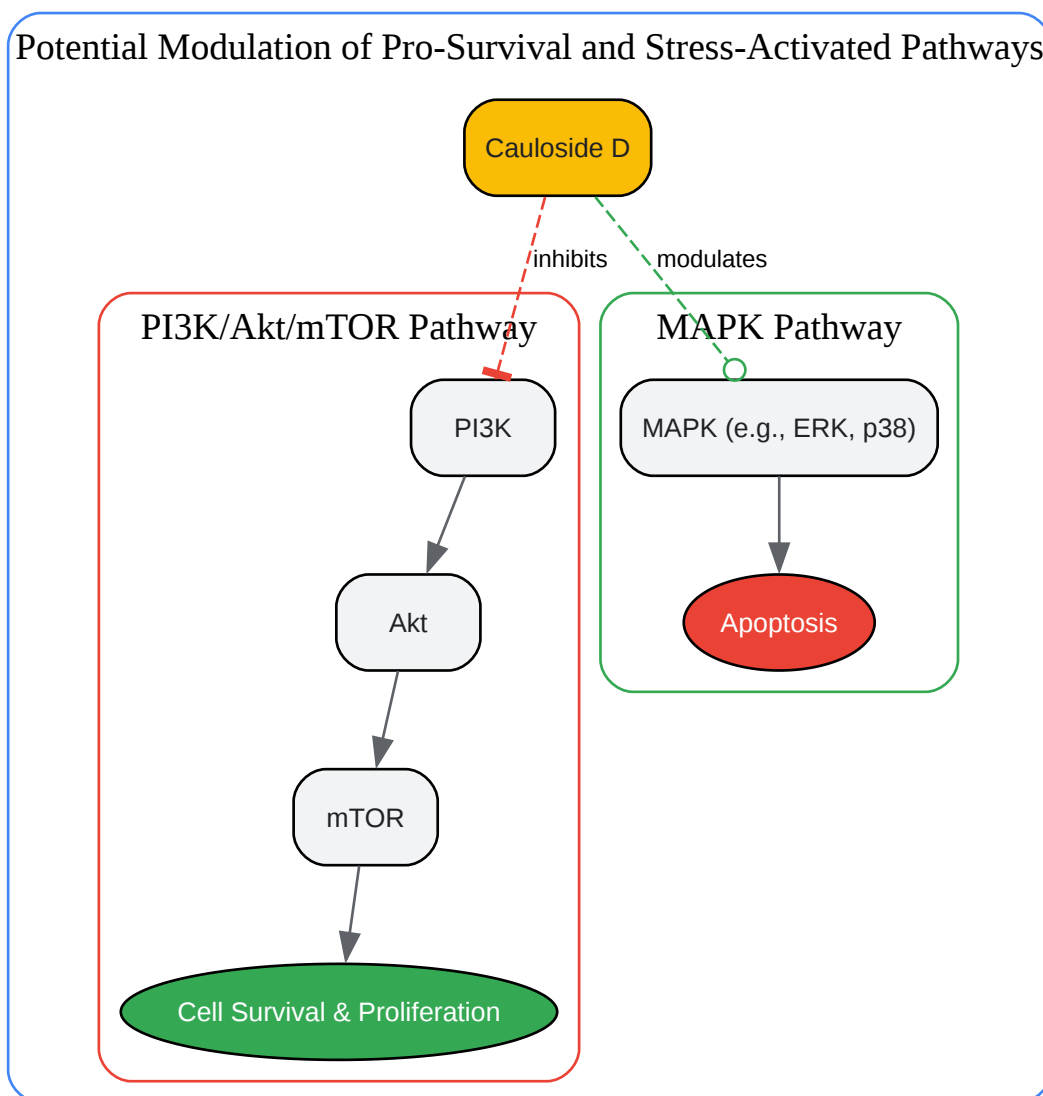 Potential Modulation of Pro-Survival and Stress-Activated Pathways
Cauloside D
inhibits
modulates
PI3K/Akt/mTOR Pathway
MAPK Pathway
PI3K
MAPK (e.g., ERK, p38)
Akt
Apoptosis
mTOR
Cell Survival & Proliferation